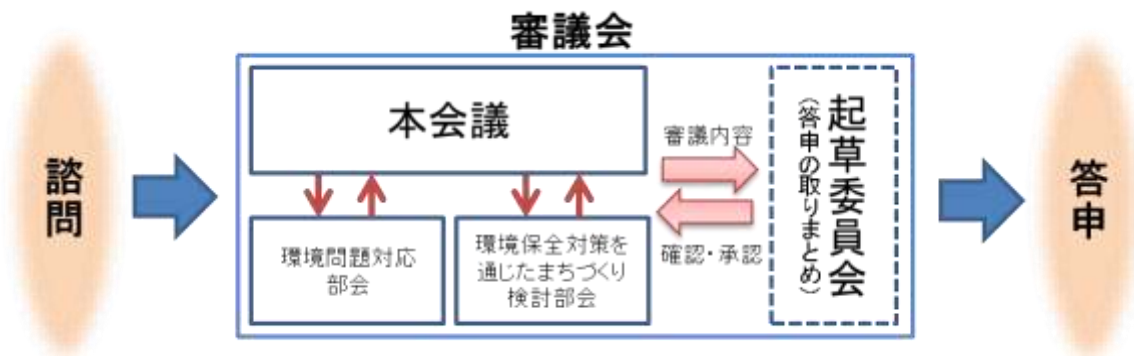 審議会
諮問
本会議
環境問題対応
部会
環境保全対策を
通じたまちづくり
検討部会
審議内容
確認・承認
起草委員会
（答申の取りまとめ）
答申